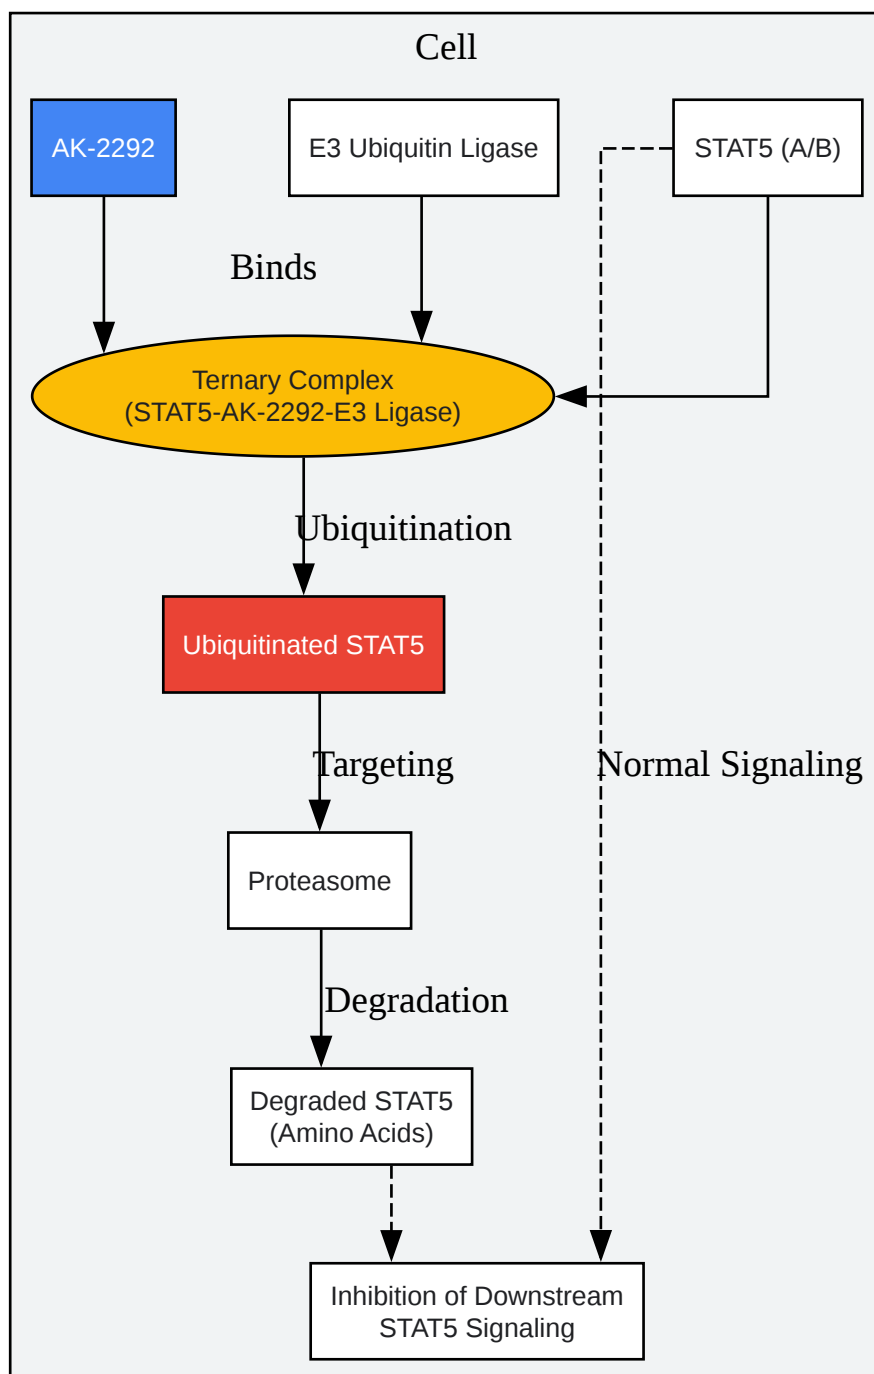 Cell
AK-2292
E3 Ubiquitin Ligase
STAT5 (A/B)
Binds
Ternary Complex
(STAT5-AK-2292-E3 Ligase)
Ubiquitination
Ubiquitinated STAT5
Targeting
Normal Signaling
Proteasome
Degradation
Degraded STAT5
(Amino Acids)
Inhibition of Downstream
STAT5 Signaling